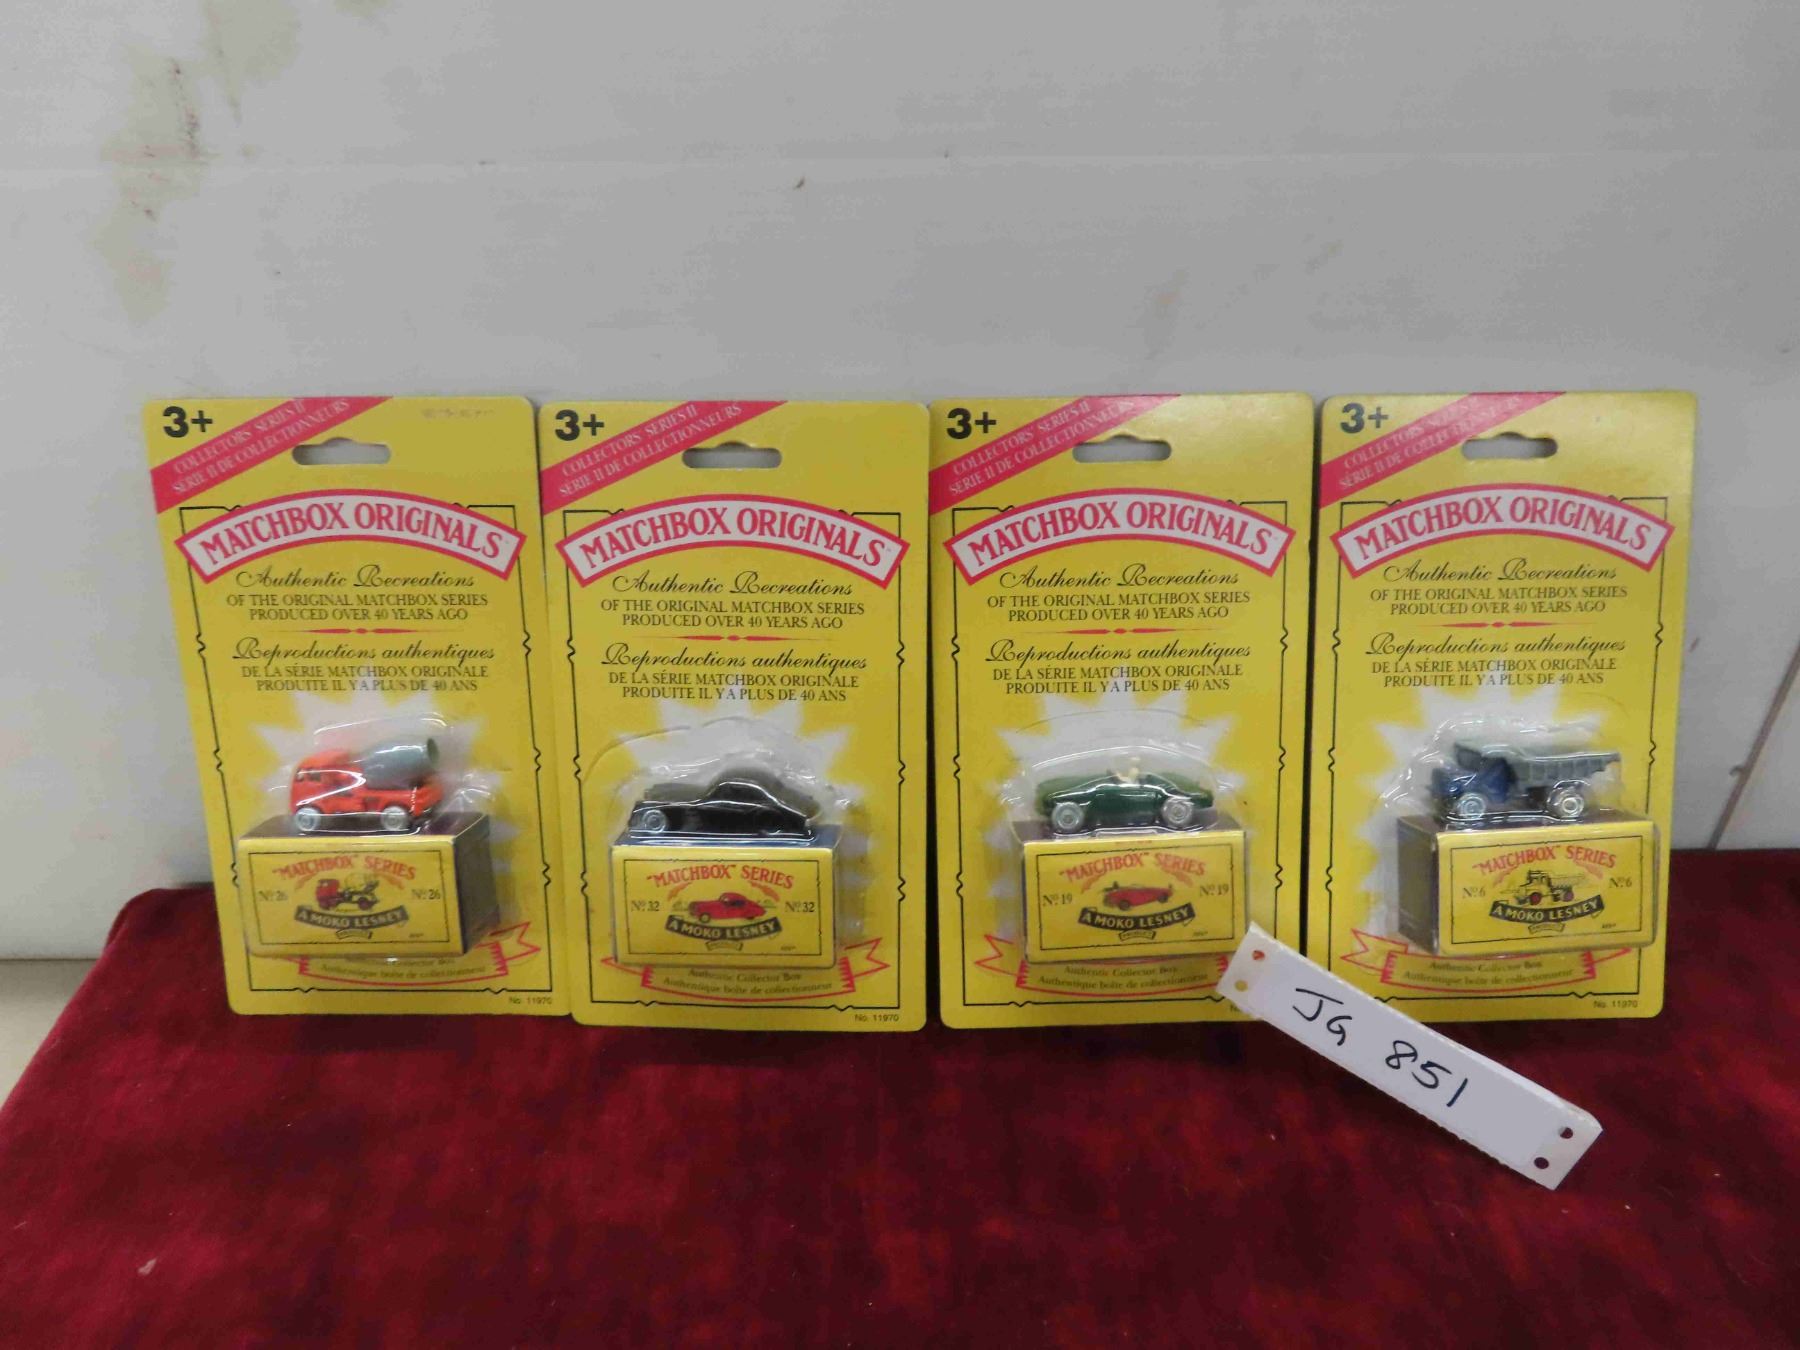 3+
COLLECTORS' SERIES II
SÉRIE II DE COLLECTIONNEURS
MATCHBOX ORIGINALS
Authentic Recreations
OF THE ORIGINAL MATCHBOX SERIES
PRODUCED OVER 40 YEARS AGO
Reproductions authentiques
DE LA SÉRIE MATCHBOX ORIGINALE
PRODUITE IL Y A PLUS DE 40 ANS
"MATCHBOX" SERIES
Nº. 26 Nº. 26
A MOKO LESNEY
Collector Box
Authentique boîte de collectionneur
No. 11970
3+
COLLECTORS' SERIES II
SÉRIE II DE COLLECTIONNEURS
MATCHBOX ORIGINALS
Authentic Recreations
OF THE ORIGINAL MATCHBOX SERIES
PRODUCED OVER 40 YEARS AGO
Reproductions authentiques
DE LA SÉRIE MATCHBOX ORIGINALE
PRODUITE IL Y A PLUS DE 40 ANS
"MATCHBOX" SERIES
Nº. 32 Nº. 32
A MOKO LESNEY
PRODUCT
Authentic Collector Box
Authentique boîte de collectionneur
No. 11970
3+
COLLECTORS' SERIES II
SÉRIE II DE COLLECTIONNEURS
MATCHBOX ORIGINALS
Authentic Recreations
OF THE ORIGINAL MATCHBOX SERIES
PRODUCED OVER 40 YEARS AGO
Reproductions authentiques
DE LA SÉRIE MATCHBOX ORIGINALE
PRODUITE IL Y A PLUS DE 40 ANS
"MATCHBOX" SERIES
Nº. 19 Nº. 19
A MOKO LESNEY
PRODUCT
Authentic Collector Box
Authentique boîte de collectionneur
3+
COLLECTORS' SERIES
SÉRIE II DE COLLECTIONNEURS
MATCHBOX ORIGINALS
Authentic Recreations
OF THE ORIGINAL MATCHBOX SERIES
PRODUCED OVER 40 YEARS AGO
Reproductions authentiques
DE LA SÉRIE MATCHBOX ORIGINALE
PRODUITE IL Y A PLUS DE 40 ANS
"MATCHBOX" SERIES
Nº. 6 Nº. 6
A MOKO LESNEY
Authentic Collector Box
Authentique boîte de collectionneur
No. 11970
JG 851